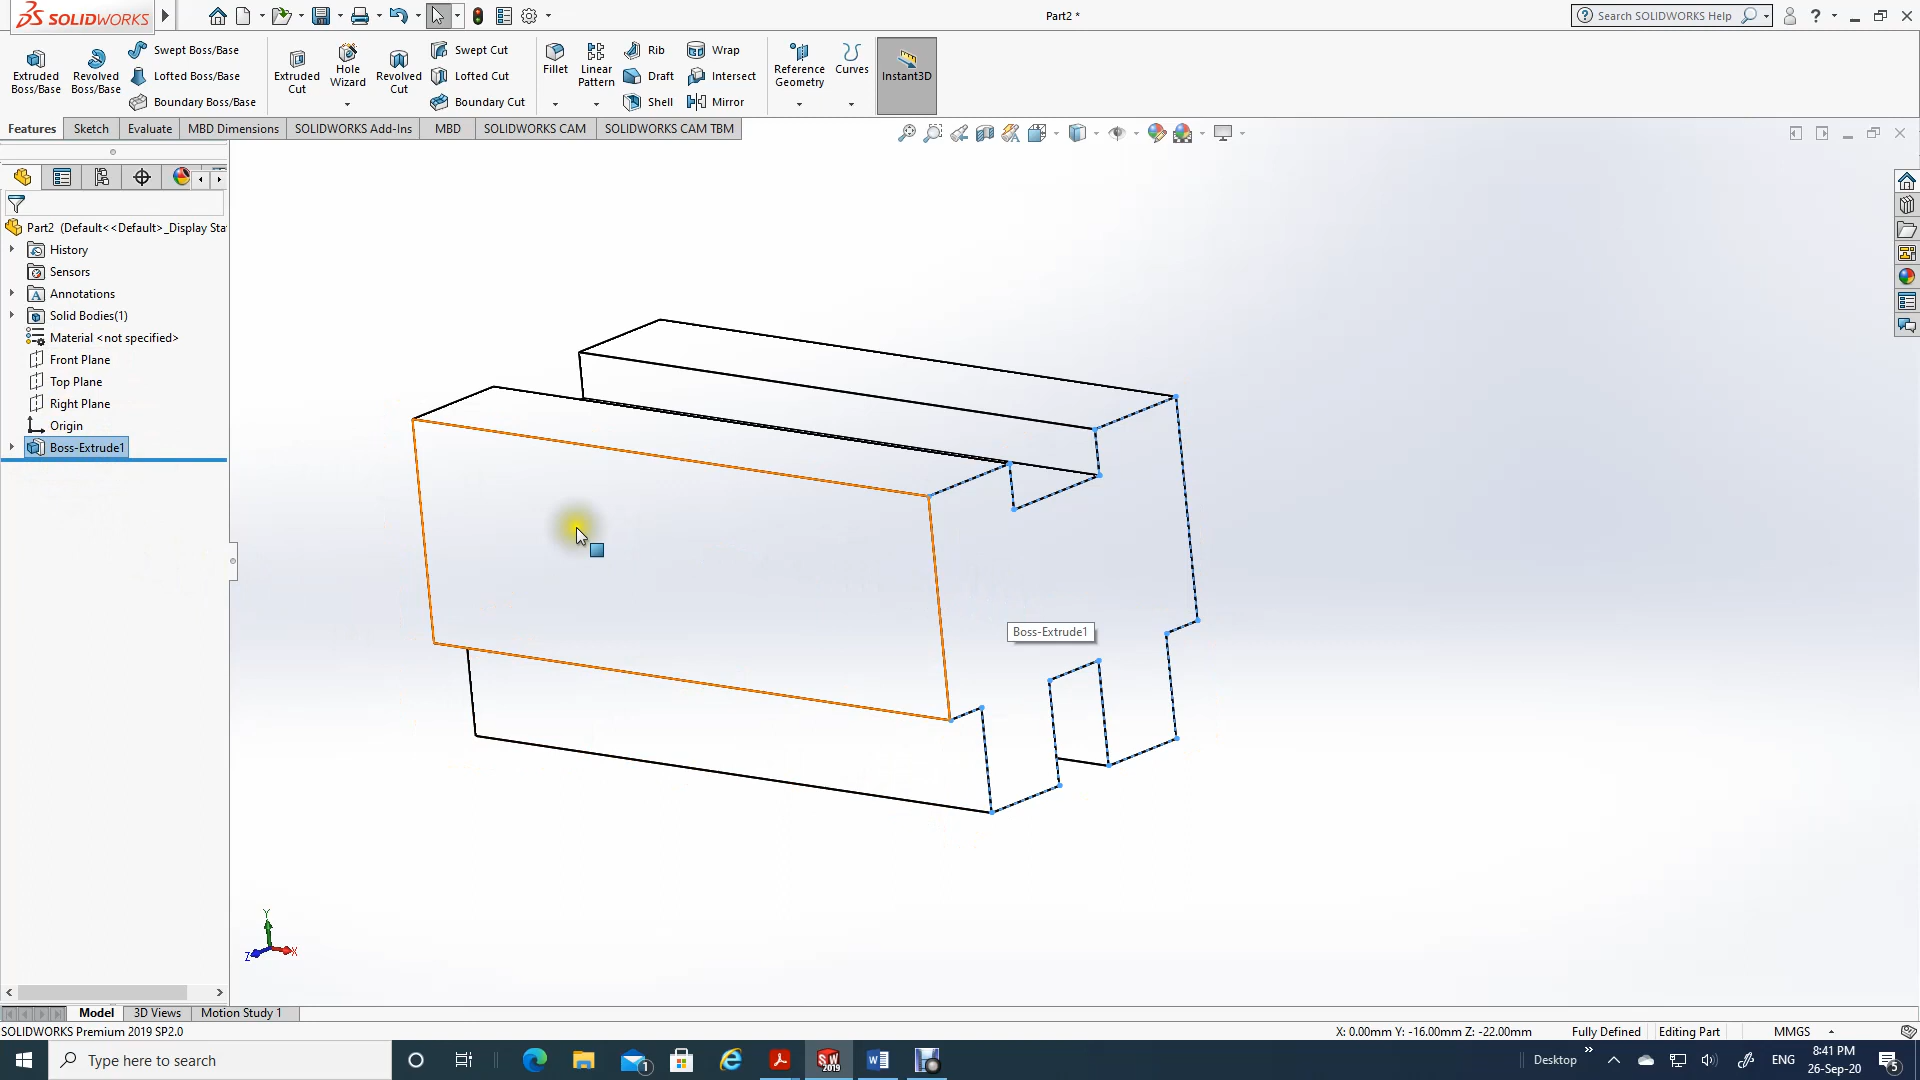 SOLIDWORKS
Part2 *
Search SOLIDWORKS Help
Extruded Boss/Base
Revolved Boss/Base
Swept Boss/Base
Lofted Boss/Base
Boundary Boss/Base
Extruded Cut
Hole Wizard
Revolved Cut
Swept Cut
Lofted Cut
Boundary Cut
Fillet
Linear Pattern
Rib
Draft
Shell
Wrap
Intersect
Mirror
Reference Geometry
Curves
Instant3D
Features
Sketch
Evaluate
MBD Dimensions
SOLIDWORKS Add-Ins
MBD
SOLIDWORKS CAM
SOLIDWORKS CAM TBM
Part2 (Default<<Default>_Display Sta
History
Sensors
Annotations
Solid Bodies(1)
Material <not specified>
Front Plane
Top Plane
Right Plane
Origin
Boss-Extrude1
Boss-Extrude1
Y
Z
X
Model
3D Views
Motion Study 1
SOLIDWORKS Premium 2019 SP2.0
X: 0.00mm Y: -16.00mm Z: -22.00mm
Fully Defined
Editing Part
MMGS
Type here to search
1
SW
2019
Desktop
ENG
8:41 PM
26-Sep-20
5